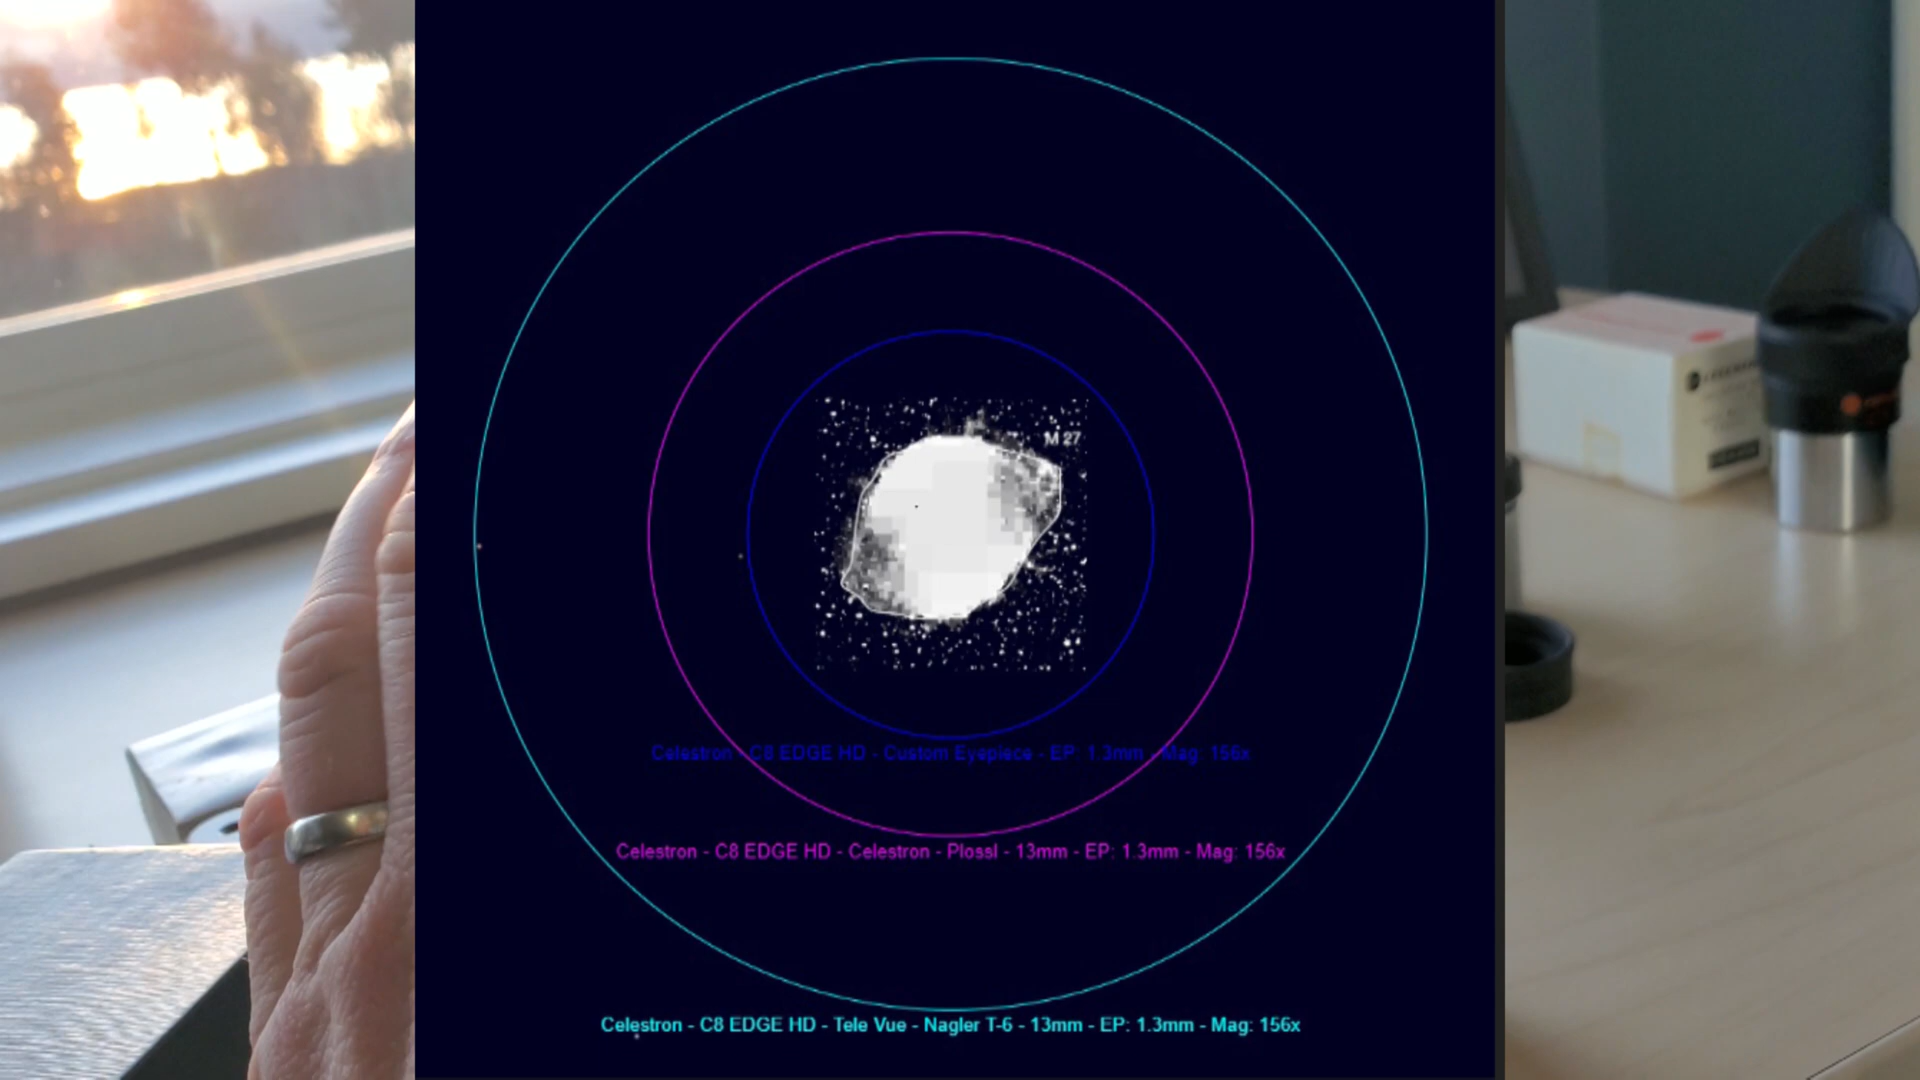 M 27
Celestron - C8 EDGE HD - Custom Eyepiece - EP: 1.3mm - Mag: 156x
Celestron - C8 EDGE HD - Celestron - Plossl - 13mm - EP: 1.3mm - Mag: 156x
Celestron - C8 EDGE HD - Tele Vue - Nagler T-6 - 13mm - EP: 1.3mm - Mag: 156x